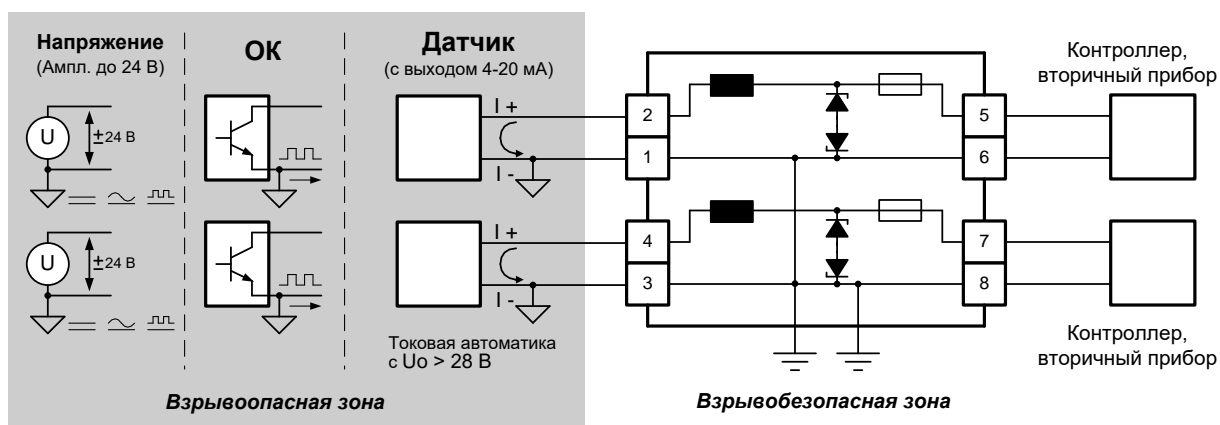 Напряжение
(Ампл. до 24 В)
ОК
Датчик
(с выходом 4-20 мА)
Контроллер,
вторичный прибор
U
±24 В
I +
I -
2
1
5
6
U
±24 В
I +
I -
4
3
7
8
Токовая автоматика
с Uo > 28 В
Контроллер,
вторичный прибор
Взрывоопасная зона
Взрывобезопасная зона